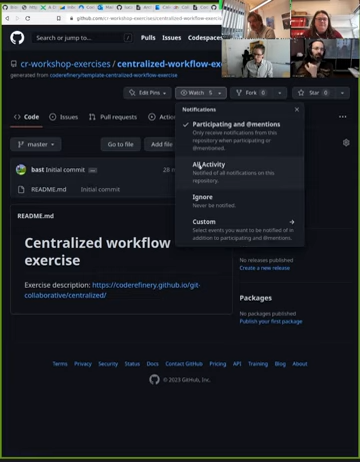 github.com/cr-workshop-exercises/centralized-workflow-exerc
Search or jump to...
Pulls Issues Codespaces
cr-workshop-exercises / centralized-workflow-ex
generated from coderefinery/template-centralized-workflow-exercise
Edit Pins
Watch 5
Fork 0
Star 0
Code Issues Pull requests Actio
Notifications
Participating and @mentions
Only receive notifications from this
repository when participating or
@mentioned.
All Activity
Notified of all notifications on this
repository.
Ignore
Never be notified.
Custom
Select events you want to be notified of in
addition to participating and @mentions.
master
Go to file
Add file
bast Initial commit
28 m
README.md Initial commit
README.md
Centralized workflow
exercise
Exercise description: https://coderefinery.github.io/git-
collaborative/centralized/
No releases published
Create a new release
Packages
No packages published
Publish your first package
Terms Privacy Security Status Docs Contact GitHub Pricing API Training Blog About
© 2023 GitHub, Inc.